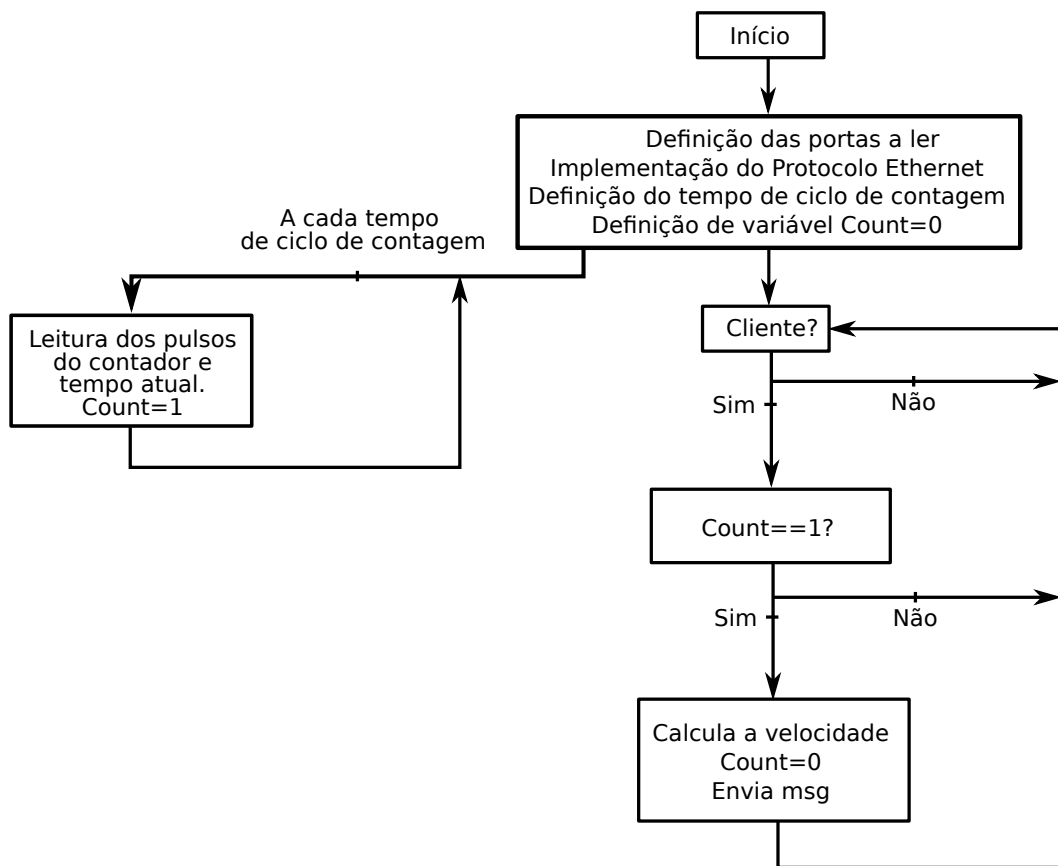 Início
Definição das portas a ler
Implementação do Protocolo Ethernet
Definição do tempo de ciclo de contagem
Definição de variável Count=0
A cada tempo
de ciclo de contagem
Leitura dos pulsos
do contador e
tempo atual.
Count=1
Cliente?
Sim
Não
Count==1?
Sim
Não
Calcula a velocidade
Count=0
Envia msg